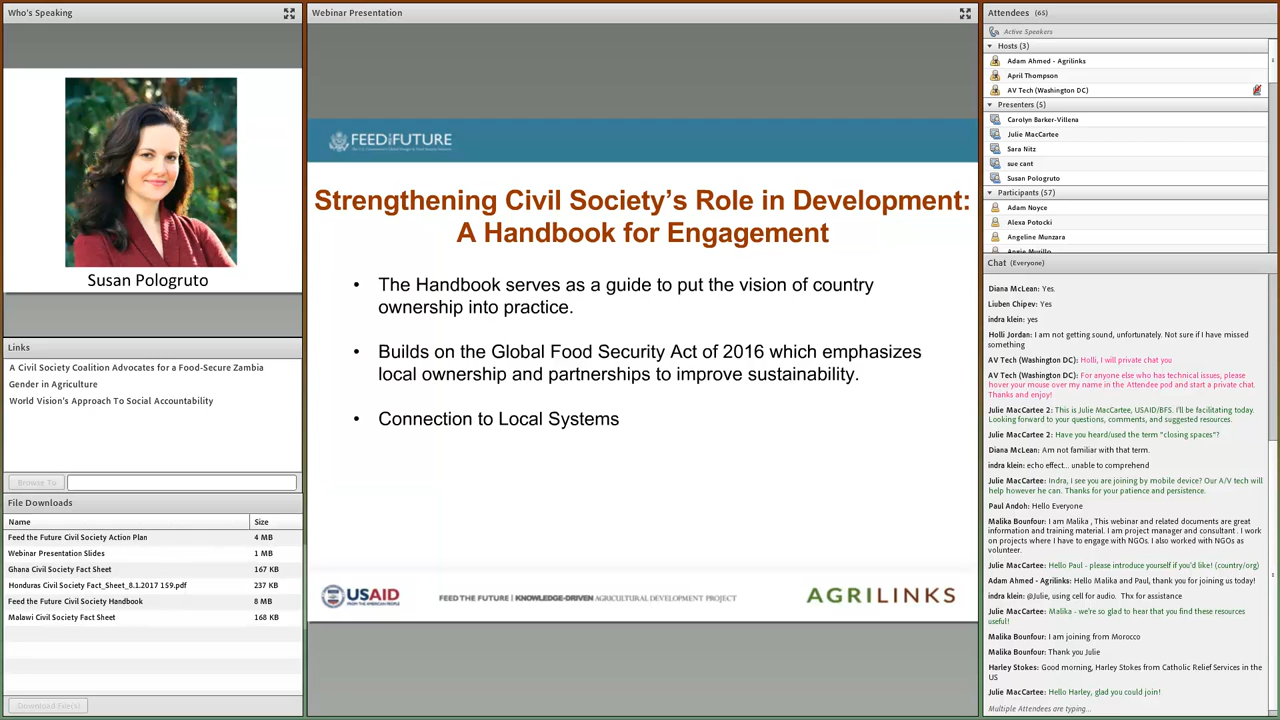 Who's Speaking
Susan Pologruto
Links
A Civil Society Coalition Advocates for a Food-Secure Zambia
Gender in Agriculture
World Vision's Approach To Social Accountability
Browse To
File Downloads
Name Size
Feed the Future Civil Society Action Plan 4 MB
Webinar Presentation Slides 1 MB
Ghana Civil Society Fact Sheet 167 KB
Honduras Civil Society Fact_Sheet_8.1.2017 159.pdf 237 KB
Feed the Future Civil Society Handbook 8 MB
Malawi Civil Society Fact Sheet 168 KB
Download File(s)
Webinar Presentation
FEED THE FUTURE
Strengthening Civil Society's Role in Development:
A Handbook for Engagement
• The Handbook serves as a guide to put the vision of country
ownership into practice.
• Builds on the Global Food Security Act of 2016 which emphasizes
local ownership and partnerships to improve sustainability.
• Connection to Local Systems
USAID
FROM THE AMERICAN PEOPLE
FEED THE FUTURE | KNOWLEDGE-DRIVEN AGRICULTURAL DEVELOPMENT PROJECT
AGRILINKS
Attendees (65)
Active Speakers
Hosts (3)
Adam Ahmed - Agrilinks
April Thompson
AV Tech (Washington DC)
Presenters (5)
Carolyn Barker-Villena
Julie MacCartee
Sara Nitz
sue cant
Susan Pologruto
Participants (57)
Adam Noyce
Alexa Potocki
Angeline Munzara
Angie Murillo
Chat (Everyone)
Diana McLean: Yes.
Liuben Chipev: Yes
indra klein: yes
Holli Jordan: I am not getting sound, unfortunately. Not sure if I have missed
something
AV Tech (Washington DC): Holli, I will private chat you
AV Tech (Washington DC): For anyone else who has technical issues, please
hover your mouse over my name in the Attendee pod and start a private chat.
Thanks and enjoy!
Julie MacCartee 2: This is Julie MacCartee, USAID/BFS. I'll be facilitating today.
Looking forward to your questions, comments, and suggested resources.
Julie MacCartee 2: Have you heard/used the term "closing spaces"?
Diana McLean: Am not familiar with that term.
indra klein: echo effect... unable to comprehend
Julie MacCartee: Indra, I see you are joining by mobile device? Our A/V tech will
help however he can. Thanks for your patience and persistence.
Paul Andoh: Hello Everyone
Malika Bounfour: I am Malika , This webinar and related documents are great
information and training material. I am project manager and consultant . I work
on projects where I have to engage with NGOs. I also worked with NGOs as
volunteer.
Julie MacCartee: Hello Paul - please introduce yourself if you'd like! (country/org)
Adam Ahmed - Agrilinks: Hello Malika and Paul, thank you for joining us today!
indra klein: @Julie, using cell for audio. Thx for assistance
Julie MacCartee: Malika - we're so glad to hear that you find these resources
useful!
Malika Bounfour: I am joining from Morocco
Malika Bounfour: Thank you Julie
Harley Stokes: Good morning, Harley Stokes from Catholic Relief Services in the
US
Julie MacCartee: Hello Harley, glad you could join!
Multiple Attendees are typing...